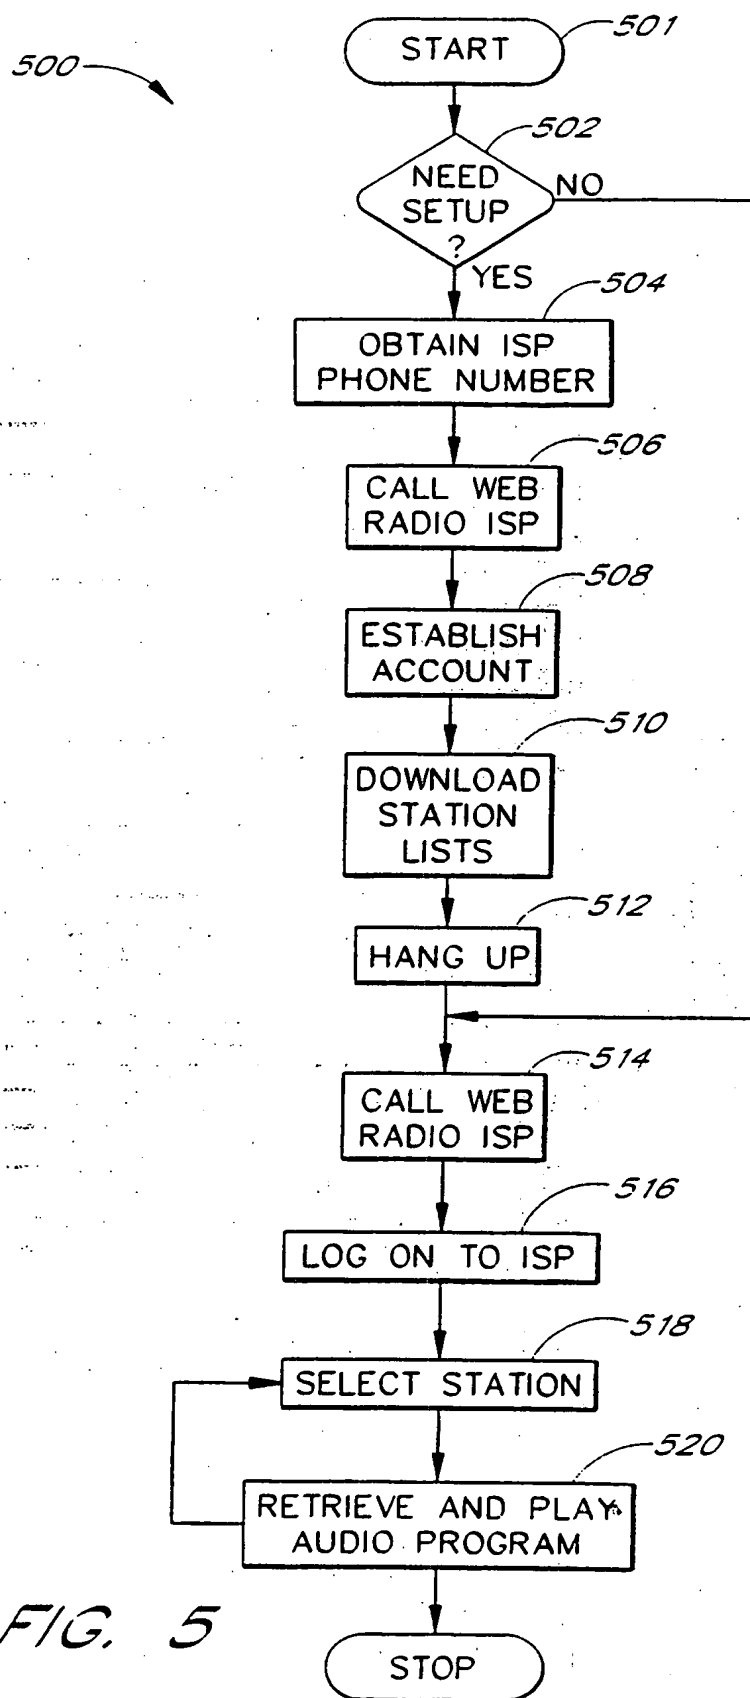 500
START
501
502
NEED
SETUP
?
NO
YES
504
OBTAIN ISP
PHONE NUMBER
506
CALL WEB
RADIO ISP
508
ESTABLISH
ACCOUNT
510
DOWNLOAD
STATION
LISTS
512
HANG UP
514
CALL WEB
RADIO ISP
516
LOG ON TO ISP
518
SELECT STATION
520
RETRIEVE AND PLAY
AUDIO PROGRAM
STOP
FIG. 5